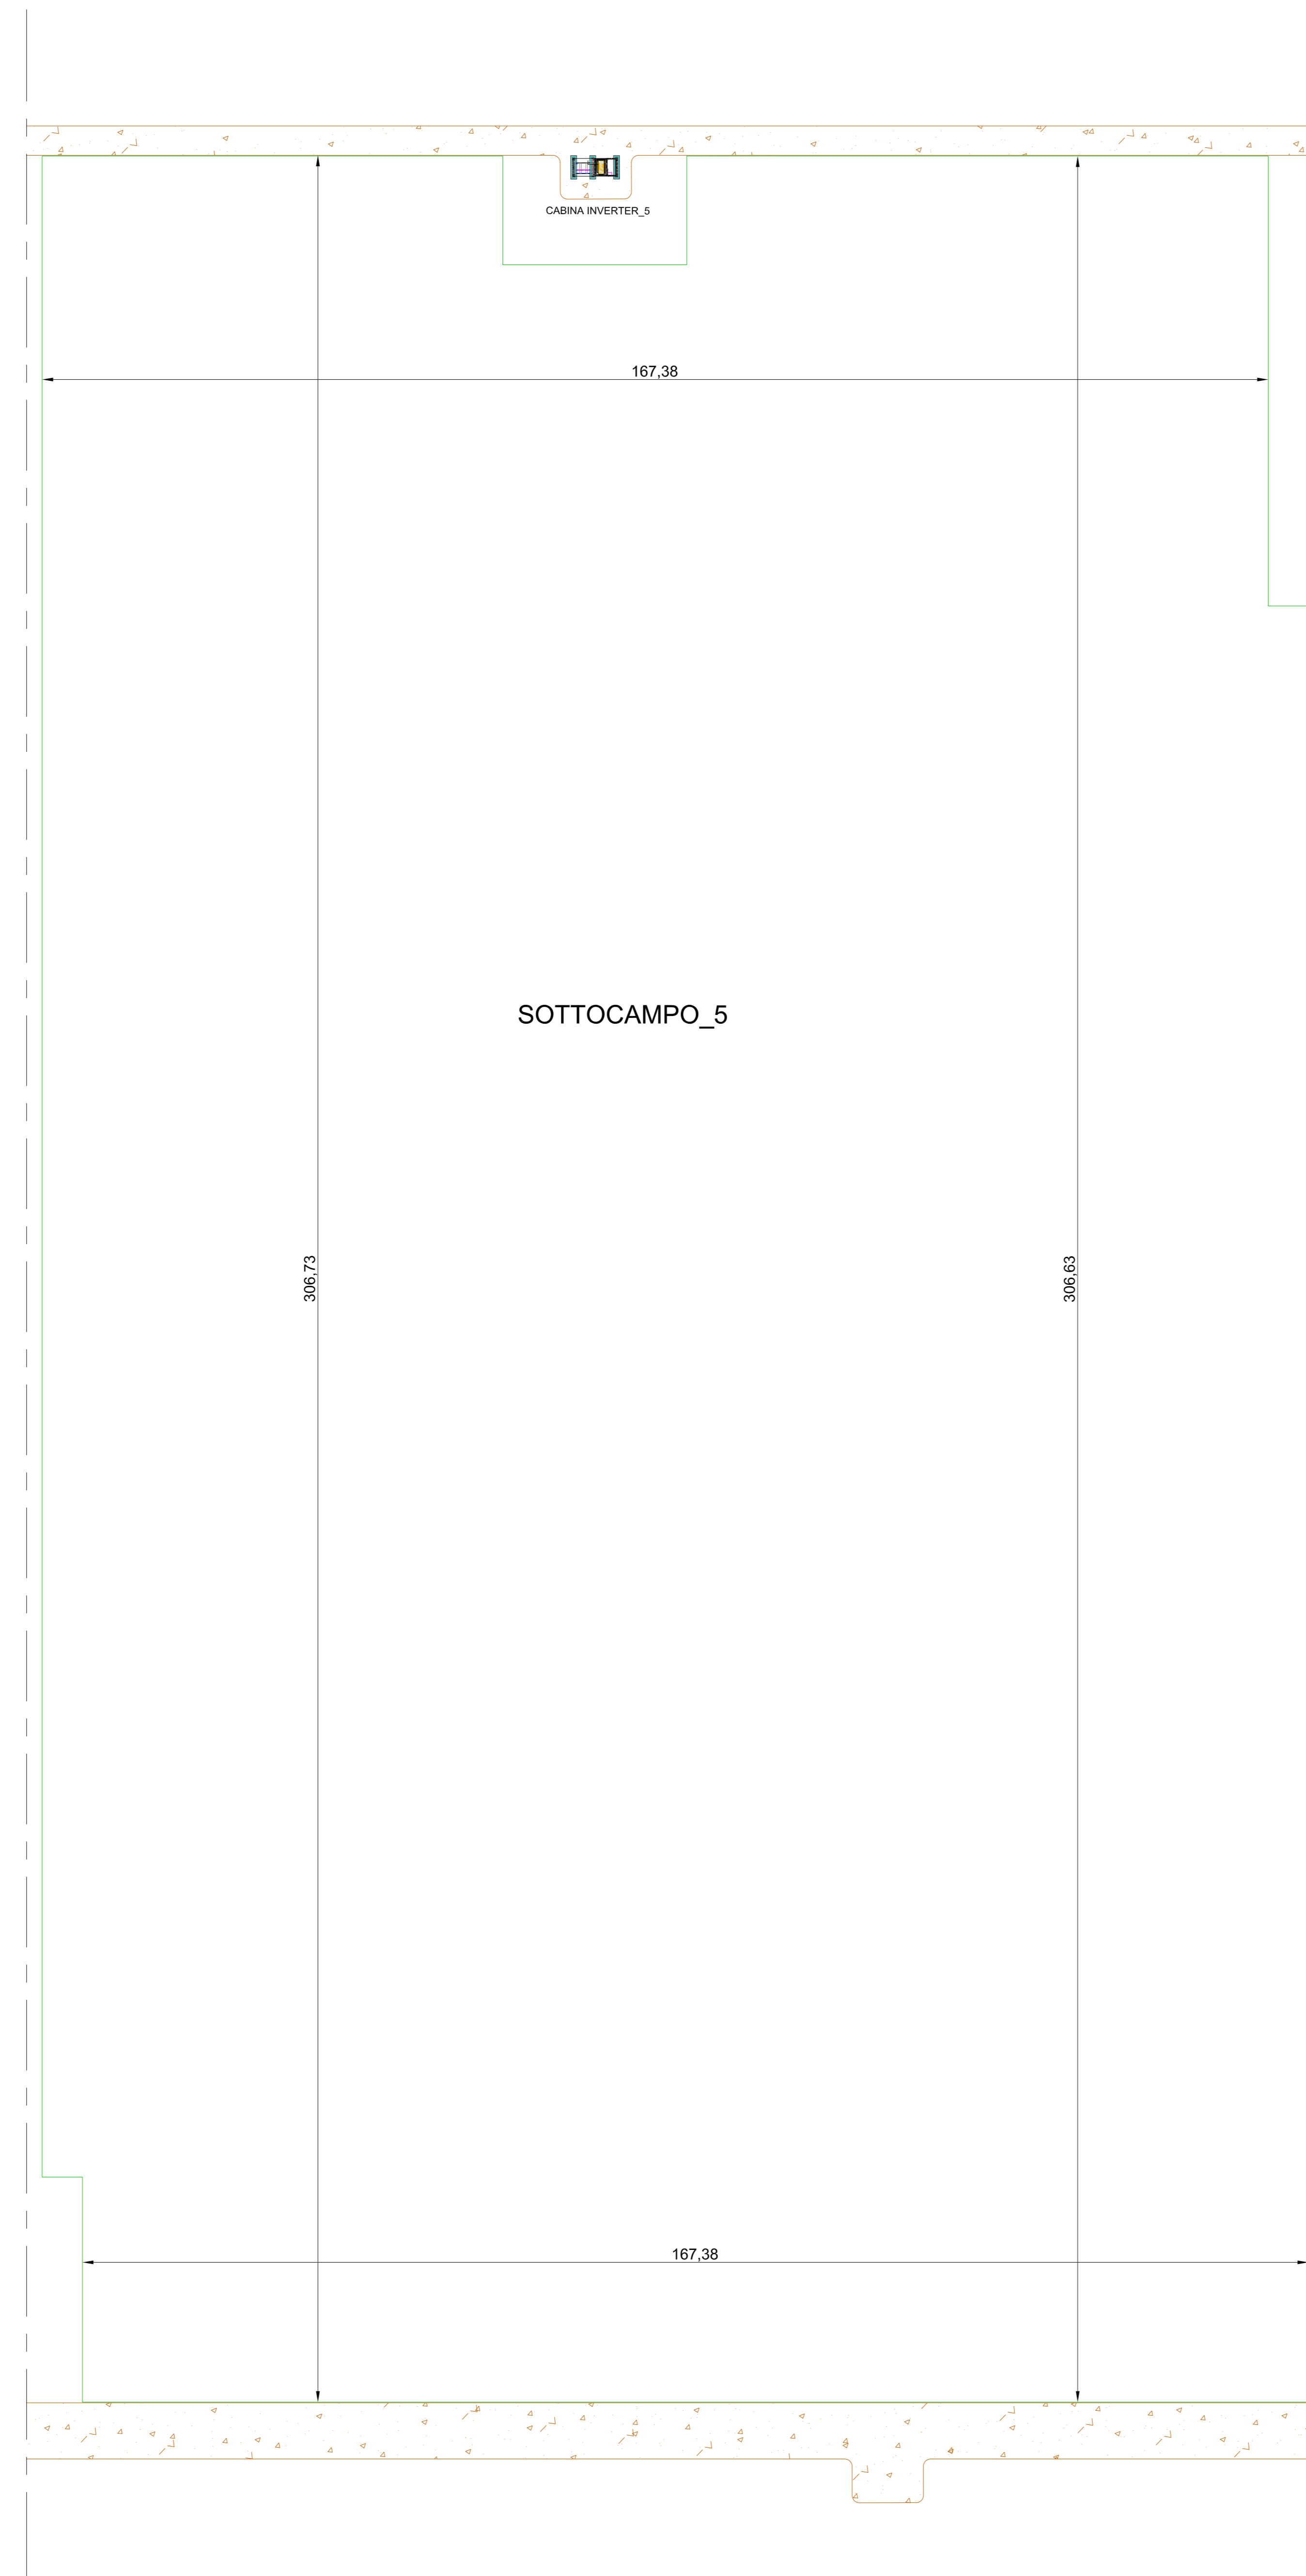 CABINA INVERTER_5
167,38
SOTTOCAMPO_5
306,73
306,63
167,38